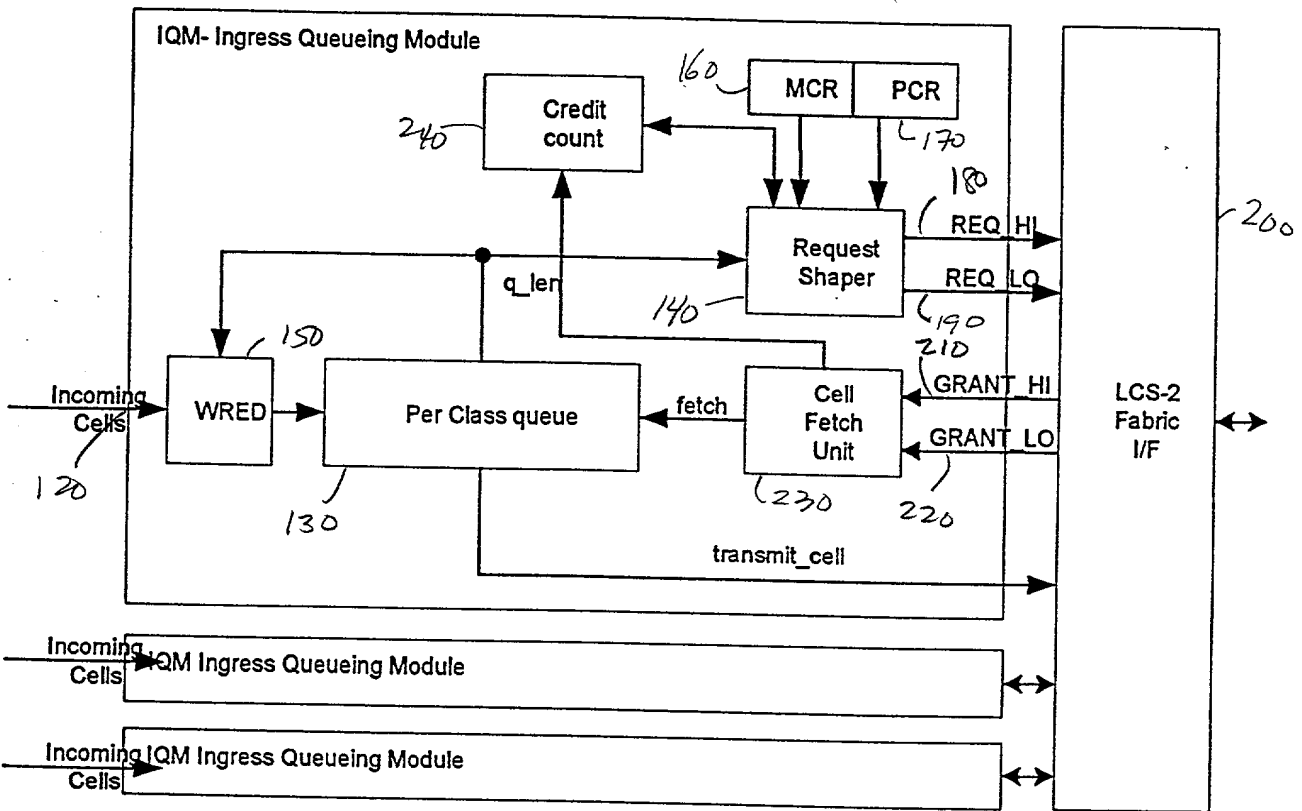 IQM- Ingress Queueing Module
160
MCR
PCR
170
240
Credit
count
180
REQ_HI
200
Request
Shaper
REQ_LO
q_len
140
190
150
210
Incoming
Cells
WRED
Per Class queue
fetch
Cell
Fetch
Unit
GRANT_HI
GRANT_LO
LCS-2
Fabric
I/F
120
130
230
220
transmit_cell
Incoming
Cells
IQM Ingress Queueing Module
Incoming
Cells
IQM Ingress Queueing Module